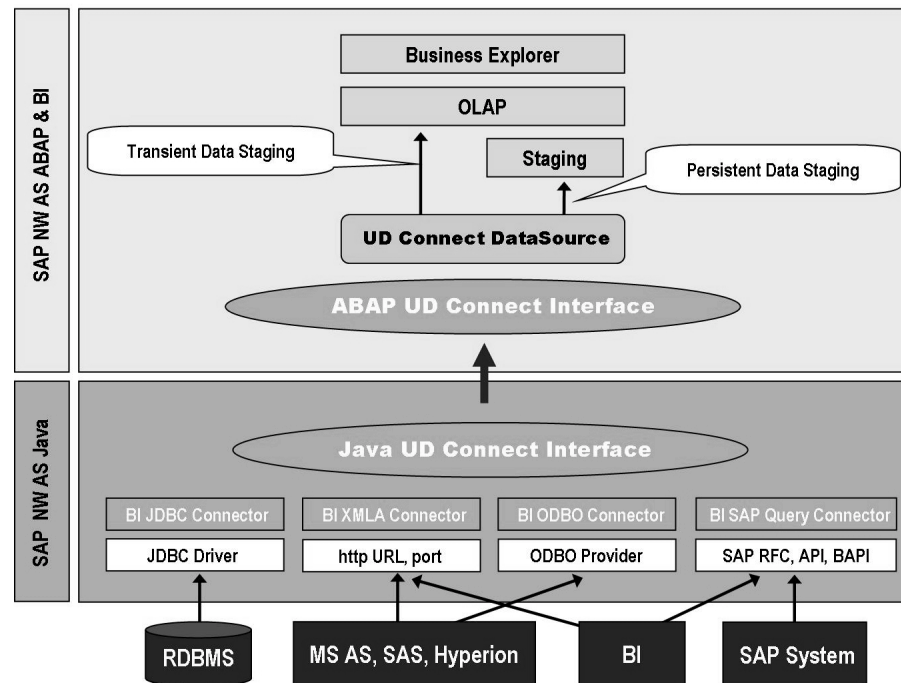 SAP NW AS ABAP & BI
Business Explorer
OLAP
Transient Data Staging
Staging
Persistent Data Staging
UD Connect DataSource
ABAP UD Connect Interface
SAP NW AS Java
Java UD Connect Interface
BI JDBC Connector
BI XMLA Connector
BI ODBO Connector
BI SAP Query Connector
JDBC Driver
http URL, port
ODBO Provider
SAP RFC, API, BAPI
RDBMS
MS AS, SAS, Hyperion
BI
SAP System